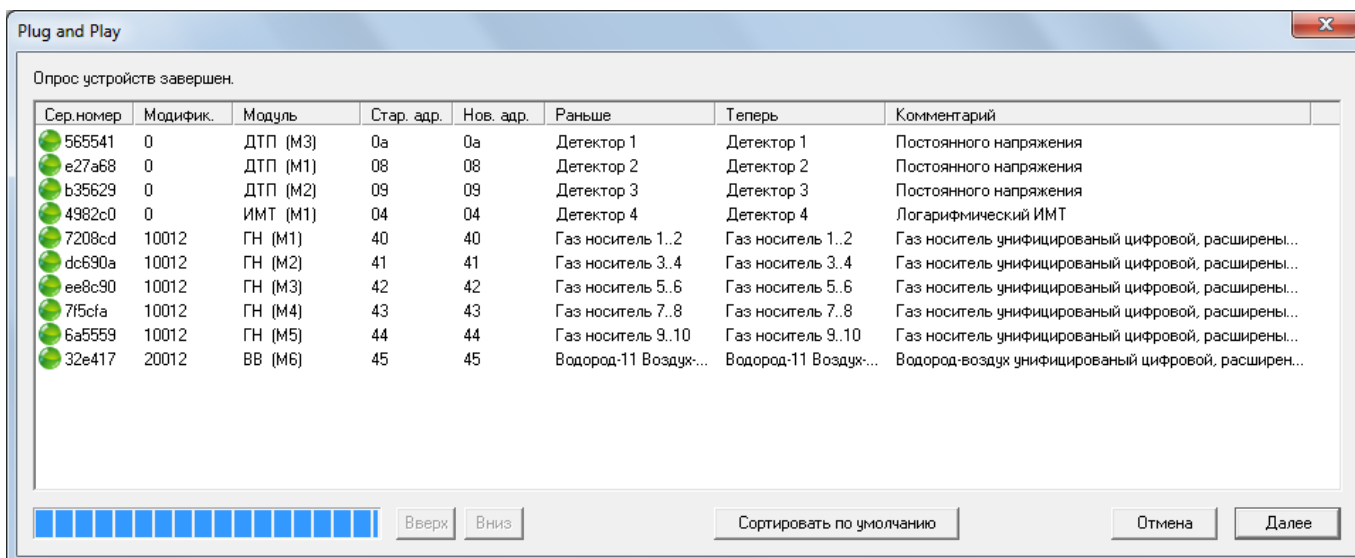 Plug and Play
Опрос устройств завершен.
Сер.номер Модифик. Модуль Стар. адр. Нов. адр. Раньше Теперь Комментарий
565541 0 ДТП (М3) 0a 0a Детектор 1 Детектор 1 Постоянного напряжения
e27a68 0 ДТП (М1) 08 08 Детектор 2 Детектор 2 Постоянного напряжения
b35629 0 ДТП (М2) 09 09 Детектор 3 Детектор 3 Постоянного напряжения
4982c0 0 ИМТ (М1) 04 04 Детектор 4 Детектор 4 Логарифмический ИМТ
7208cd 10012 ГН (М1) 40 40 Газ носитель 1..2 Газ носитель 1..2 Газ носитель унифицированый цифровой, расширены...
dc690a 10012 ГН (М2) 41 41 Газ носитель 3..4 Газ носитель 3..4 Газ носитель унифицированый цифровой, расширены...
ee8c90 10012 ГН (М3) 42 42 Газ носитель 5..6 Газ носитель 5..6 Газ носитель унифицированый цифровой, расширены...
7f5cfa 10012 ГН (М4) 43 43 Газ носитель 7..8 Газ носитель 7..8 Газ носитель унифицированый цифровой, расширены...
6a5559 10012 ГН (М5) 44 44 Газ носитель 9..10 Газ носитель 9..10 Газ носитель унифицированый цифровой, расширены...
32e417 20012 ВВ (М6) 45 45 Водород-11 Воздух-... Водород-11 Воздух-... Водород-воздух унифицированый цифровой, расширен...
Вверх Вниз Сортировать по умолчанию Отмена Далее